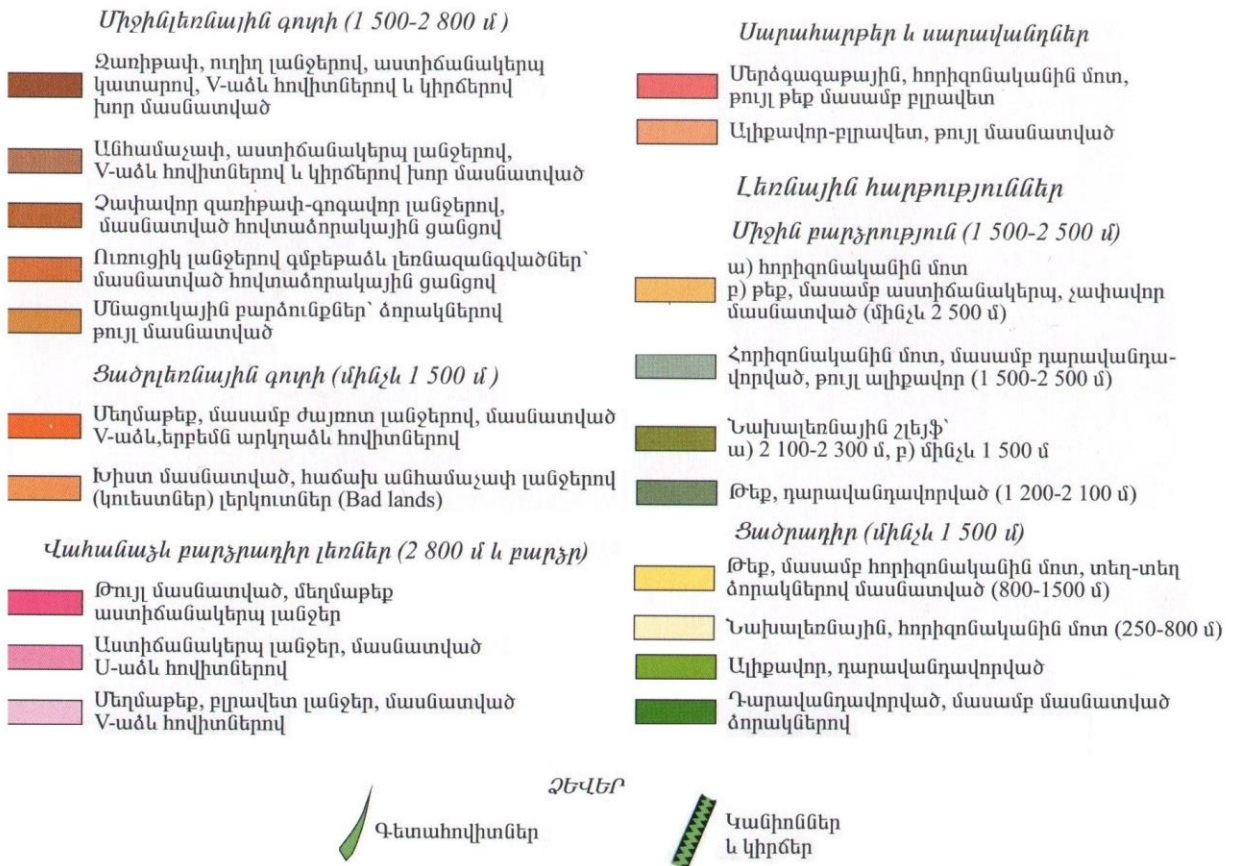 Միջինլեռնային գոտի (1 500-2 800 մ)
Զառիթափ, ուղիղ լանջերով, աստիճանակերպ
կատարով, V-աձև հովիտներով և կիրճերով
խոր մասնատված
Անհամաչափ, աստիճանակերպ լանջերով,
V-աձև հովիտներով և կիրճերով խոր մասնատված
Չափավոր զառիթափ-գոգավոր լանջերով,
մասնատված հովտաձորակային ցանցով
Ուռուցիկ լանջերով գմբեթաձև լեռնազանգվածներ՝
մասնատված հովտաձորակային ցանցով
Մնացուկային բարձունքներ՝ ձորակներով
թույլ մասնատված
Ցածրլեռնային գոտի (մինչև 1 500 մ)
Մեղմաթեք, մասամբ ժայռոտ լանջերով, մասնատված
V-աձև,երբեմն արկղաձև հովիտներով
Խիստ մասնատված, հաճախ անհամաչափ լանջերով
(կուեստներ) լերկուտներ (Bad lands)
Վահանաձև բարձրադիր լեռներ (2 800 մ և բարձր)
Թույլ մասնատված, մեղմաթեք
աստիճանակերպ լանջեր
Աստիճանակերպ լանջեր, մասնատված
U-աձև հովիտներով
Մեղմաթեք, բլրավետ լանջեր, մասնատված
V-աձև հովիտներով
Սարահարթեր և սարավանդներ
Մերձգագաթային, հորիզոնականին մոտ,
թույլ թեք մասամբ բլրավետ
Ալիքավոր-բլրավետ, թույլ մասնատված
Լեռնային հարթություններ
Միջին բարձրություն (1 500-2 500 մ)
ա) հորիզոնականին մոտ
բ) թեք, մասամբ աստիճանակերպ, չափավոր
մասնատված (մինչև 2 500 մ)
Հորիզոնականին մոտ, մասամբ դարավանդա-
վորված, թույլ ալիքավոր (1 500-2 500 մ)
Նախալեռնային շլեյֆ՝
ա) 2 100-2 300 մ, բ) մինչև 1 500 մ
Թեք, դարավանդավորված (1 200-2 100 մ)
Ցածրադիր (մինչև 1 500 մ)
Թեք, մասամբ հորիզոնականին մոտ, տեղ-տեղ
ձորակներով մասնատված (800-1500 մ)
Նախալեռնային, հորիզոնականին մոտ (250-800 մ)
Ալիքավոր, դարավանդավորված
Դարավանդավորված, մասամբ մասնատված
ձորակներով
ՁԵՎԵՐ
Գետահովիտներ
Կանիոններ
և կիրճեր